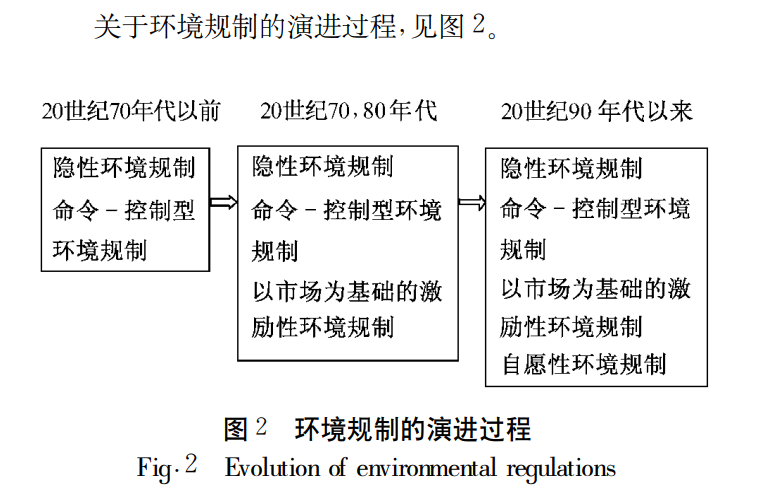 关于环境规制的演进过程,见图2。
20世纪70年代以前
隐性环境规制
命令-控制型
环境规制
20世纪70,80年代
隐性环境规制
命令-控制型环境
规制
以市场为基础的激
励性环境规制
20世纪90年代以来
隐性环境规制
命令-控制型环境
规制
以市场为基础的激
励性环境规制
自愿性环境规制
图2 环境规制的演进过程
Fig.2 Evolution of environmental regulations